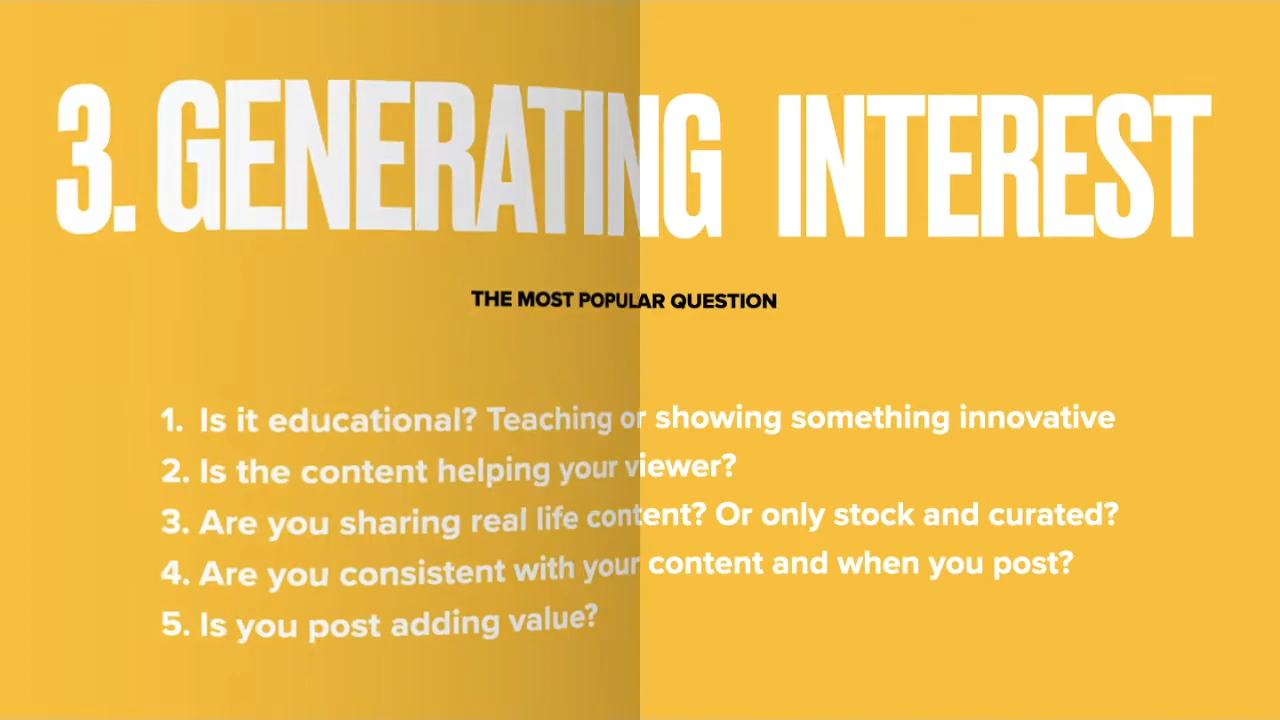 3. GENERATING INTEREST
THE MOST POPULAR QUESTION
1. Is it educational? Teaching or showing something innovative
2. Is the content helping your viewer?
3. Are you sharing real life content? Or only stock and curated?
4. Are you consistent with your content and when you post?
5. Is you post adding value?